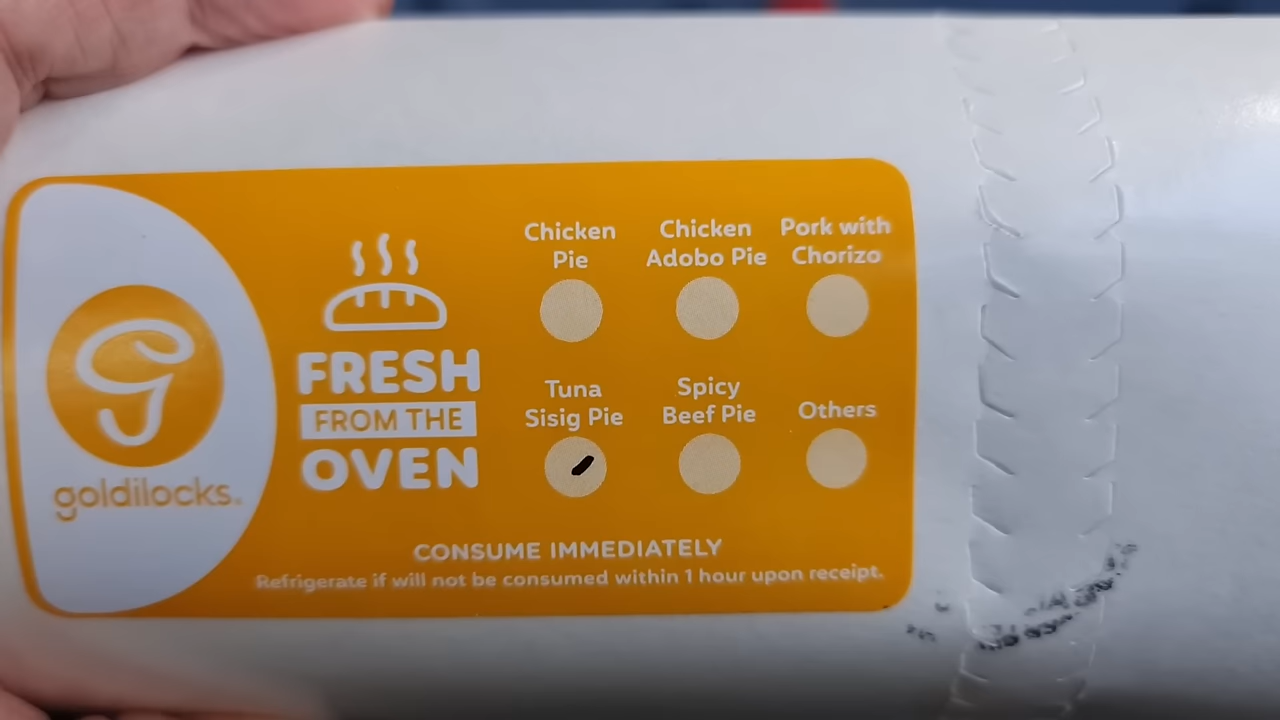 goldilocks
FRESH
FROM THE
OVEN
Chicken
Pie
Chicken
Adobo Pie
Pork with
Chorizo
Tuna
Sisig Pie
Spicy
Beef Pie
Others
CONSUME IMMEDIATELY
Refrigerate if will not be consumed within 1 hour upon receipt.